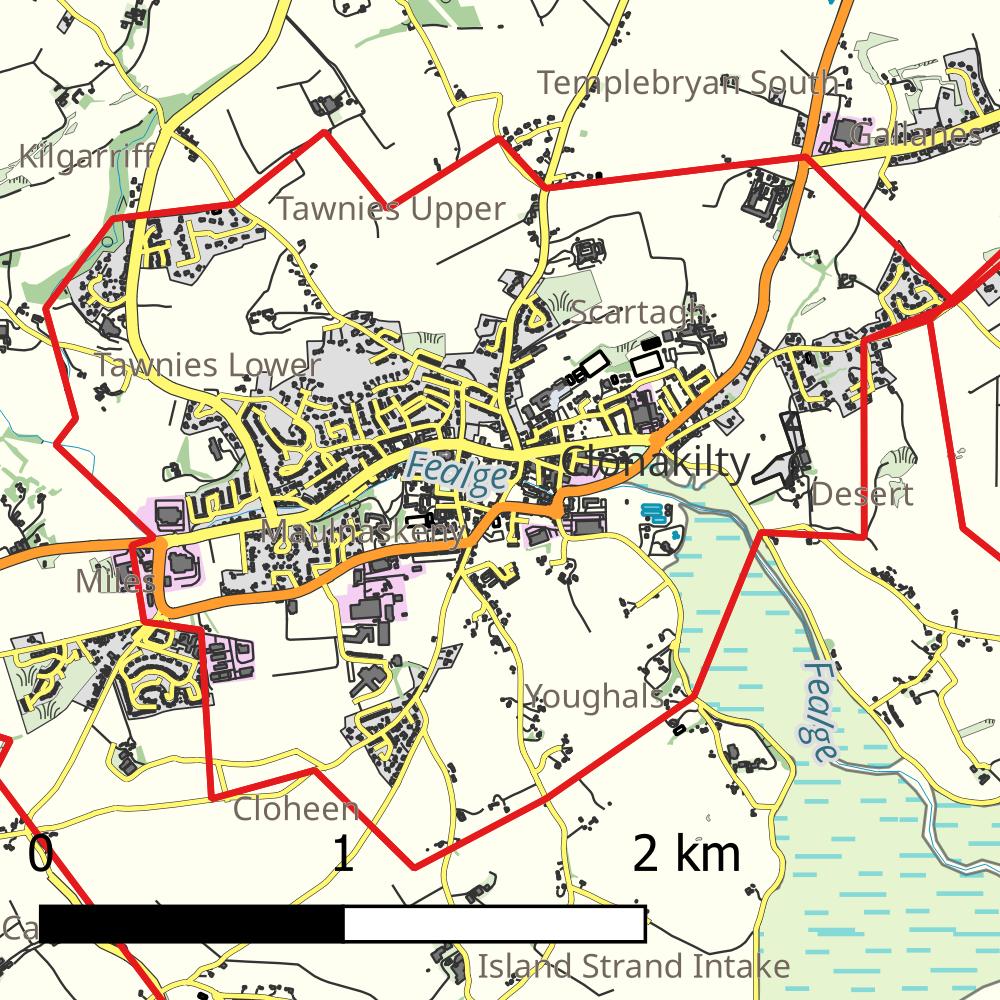 Templebryan South
Gallanes
Kilgarriff
Tawnies Upper
Scartagh
Tawnies Lower
Clonakilty
Fealge
Desert
Maulnaskehy
Miles
Youghals
Fealge
Cloheen
0 1 2 km
Ca
Island Strand Intake